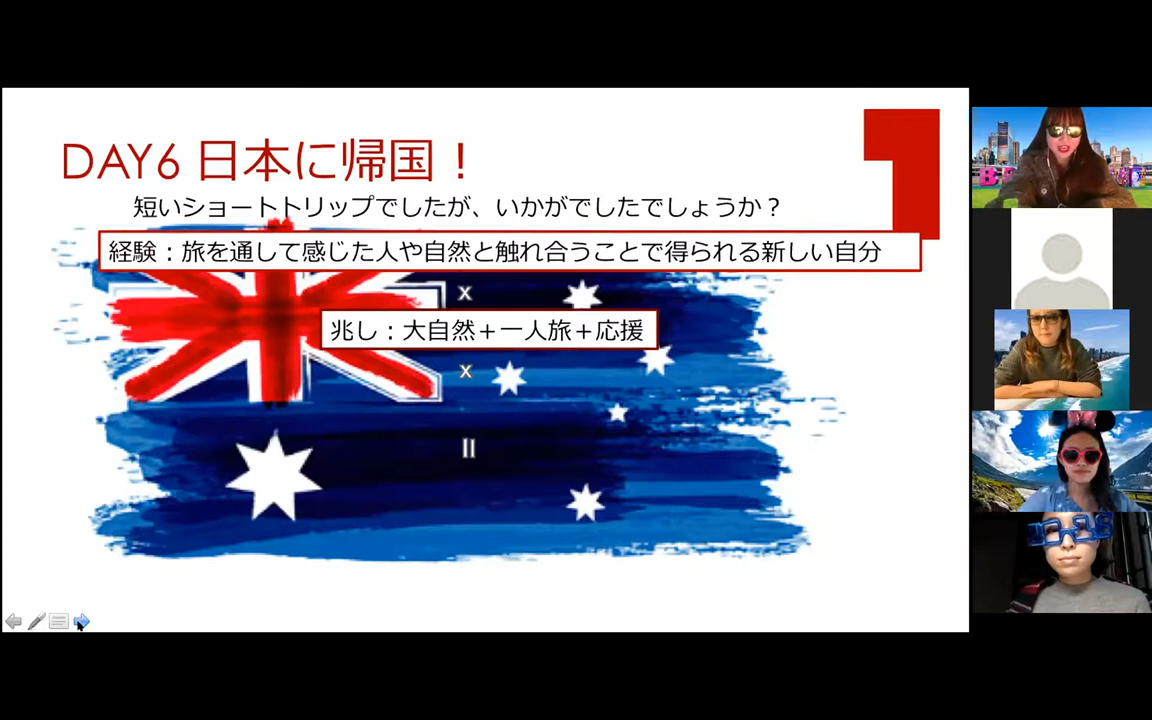 DAY6 日本に帰国！
短いショートトリップでしたが、いかがでしたでしょうか？
経験：旅を通して感じた人や自然と触れ合うことで得られる新しい自分
x
兆し：大自然＋一人旅＋応援
x
||